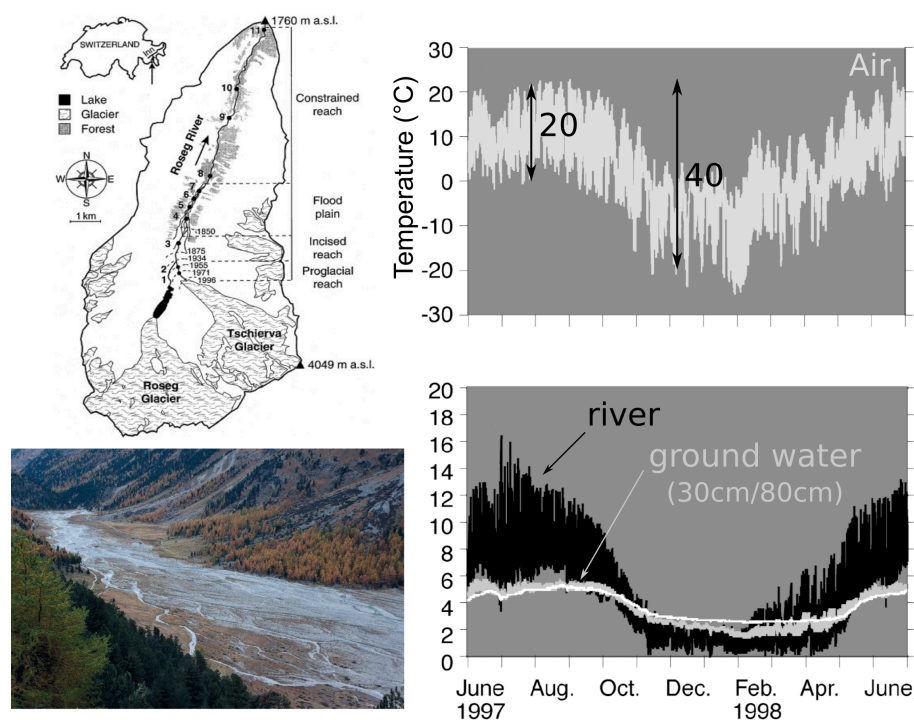 1760 m a.s.l.
SWITZERLAND
Inn
Lake
Glacier
Forest
N
W E
S
1 km
Roseg River
11
10
9
8
7
6
5
4
3
2
1
Constrained
reach
Flood
plain
Incised
reach
Proglacial
reach
1850
1875
1934
1955
1971
1996
Tschierva
Glacier
4049 m a.s.l.
Roseg
Glacier
Temperature (°C)
30
20
10
0
-10
-20
-30
Air
20
40
20
18
16
14
12
10
8
6
4
2
0
river
ground water
(30cm/80cm)
June Aug. Oct. Dec. Feb. Apr. June
1997 1998